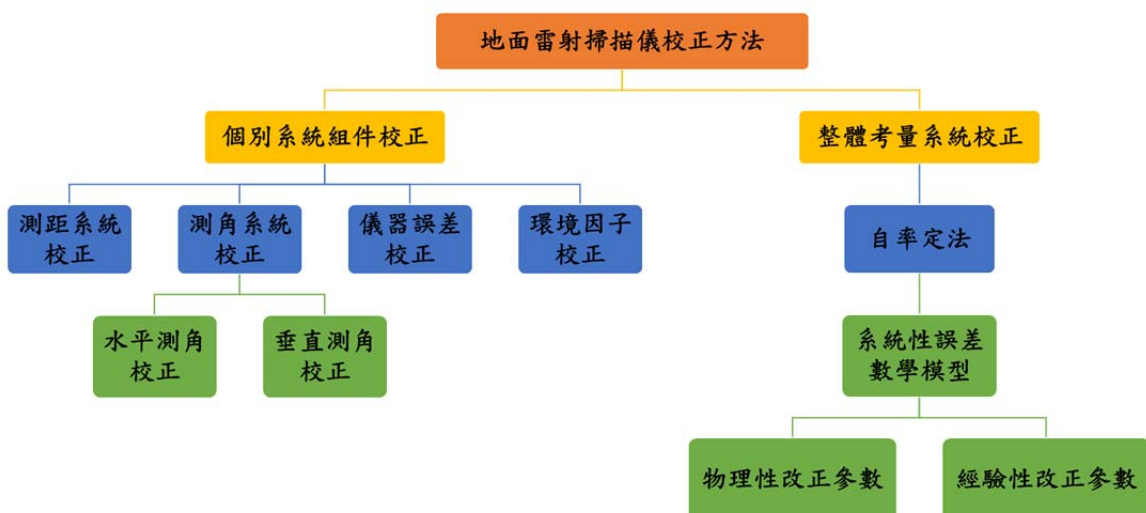 地面雷射掃描儀校正方法
個別系統組件校正
整體考量系統校正
測距系統
校正
測角系統
校正
儀器誤差
校正
環境因子
校正
自率定法
水平測角
校正
垂直測角
校正
系統性誤差
數學模型
物理性改正參數
經驗性改正參數